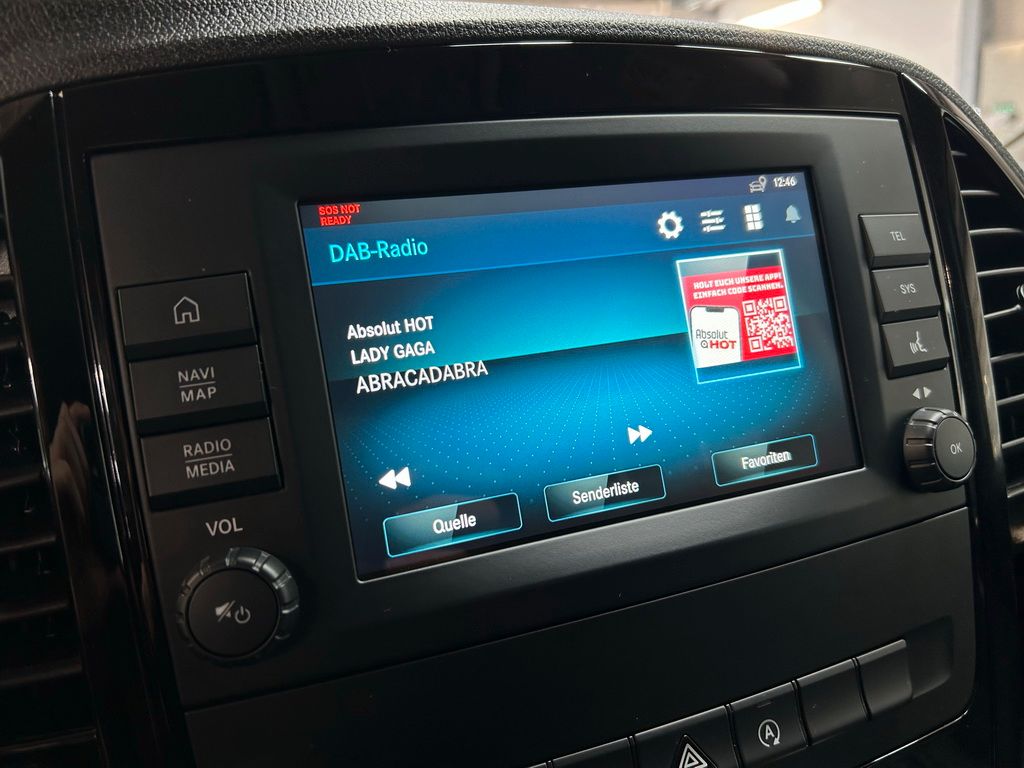 SOS NOT
READY
12:46
DAB-Radio
HOLT EUCH UNSERE APP!
EINFACH CODE SCANNEN.
Absolut
HOT
Absolut HOT
LADY GAGA
ABRACADABRA
Quelle
Senderliste
Favoriten
NAVI
MAP
RADIO
MEDIA
VOL
TEL
SYS
OK
A